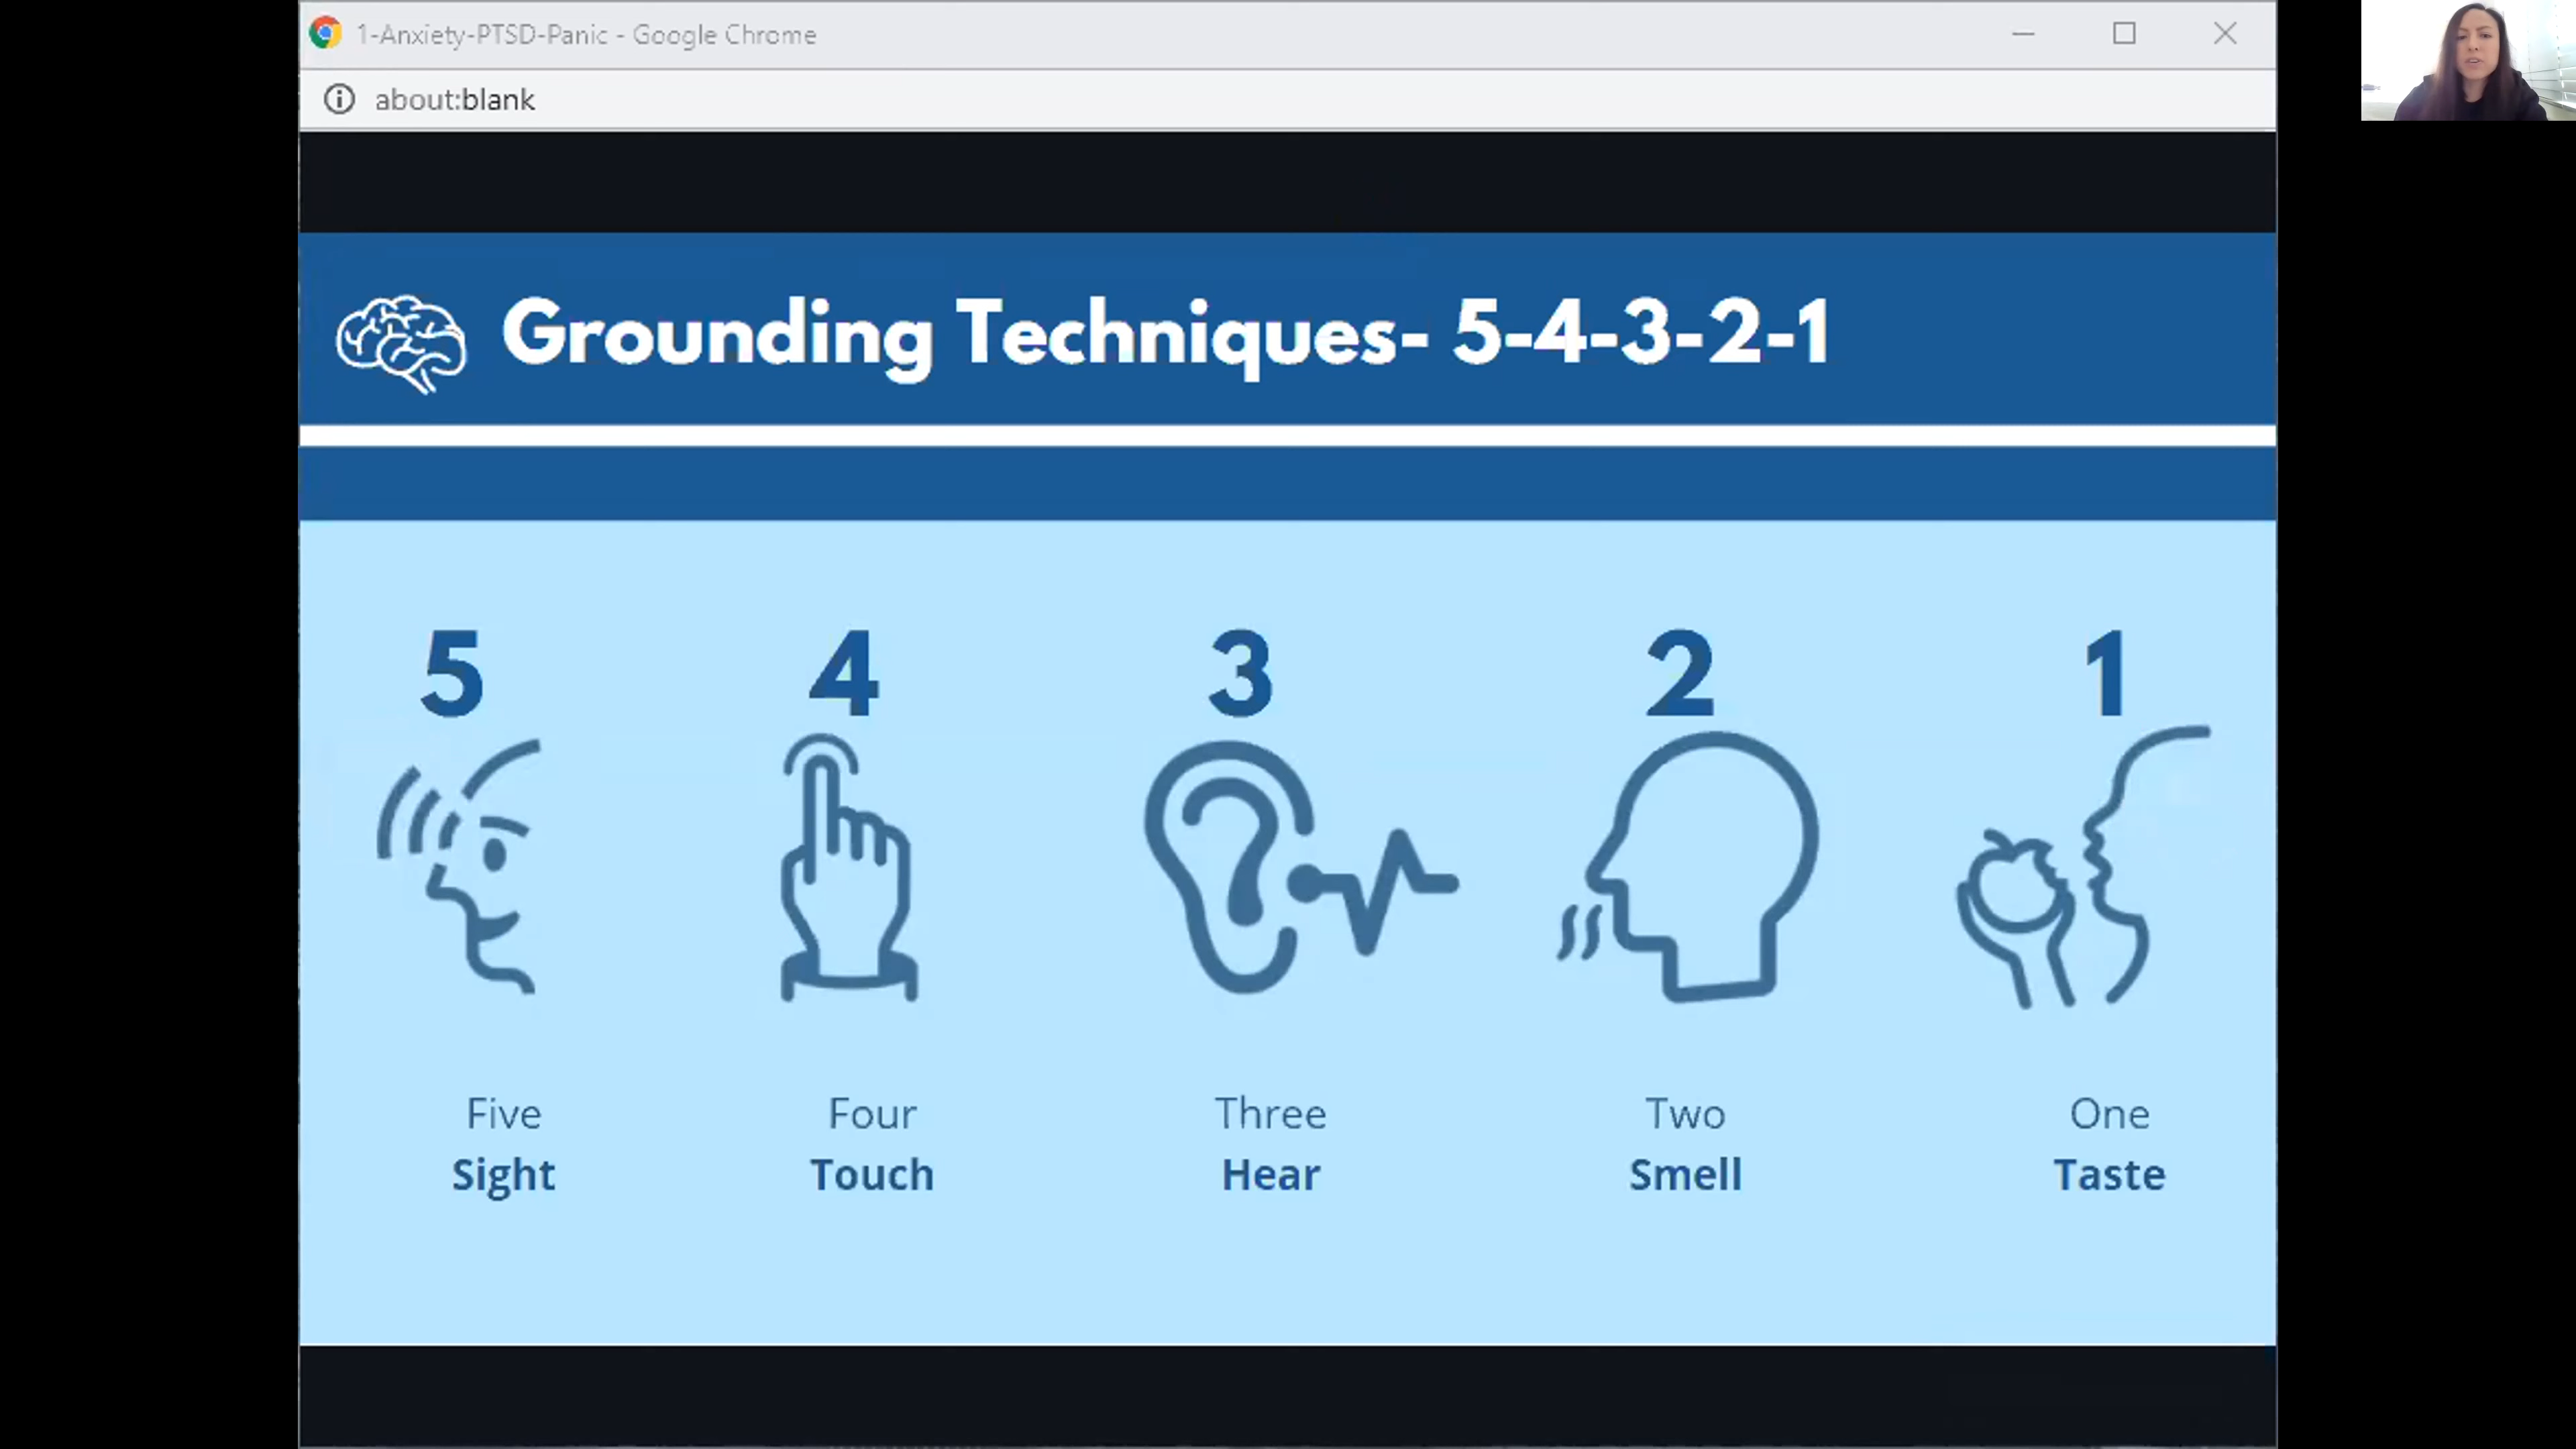 1-Anxiety-PTSD-Panic - Google Chrome
about:blank
Grounding Techniques- 5-4-3-2-1
5 4 3 2 1
Five Four Three Two One
Sight Touch Hear Smell Taste